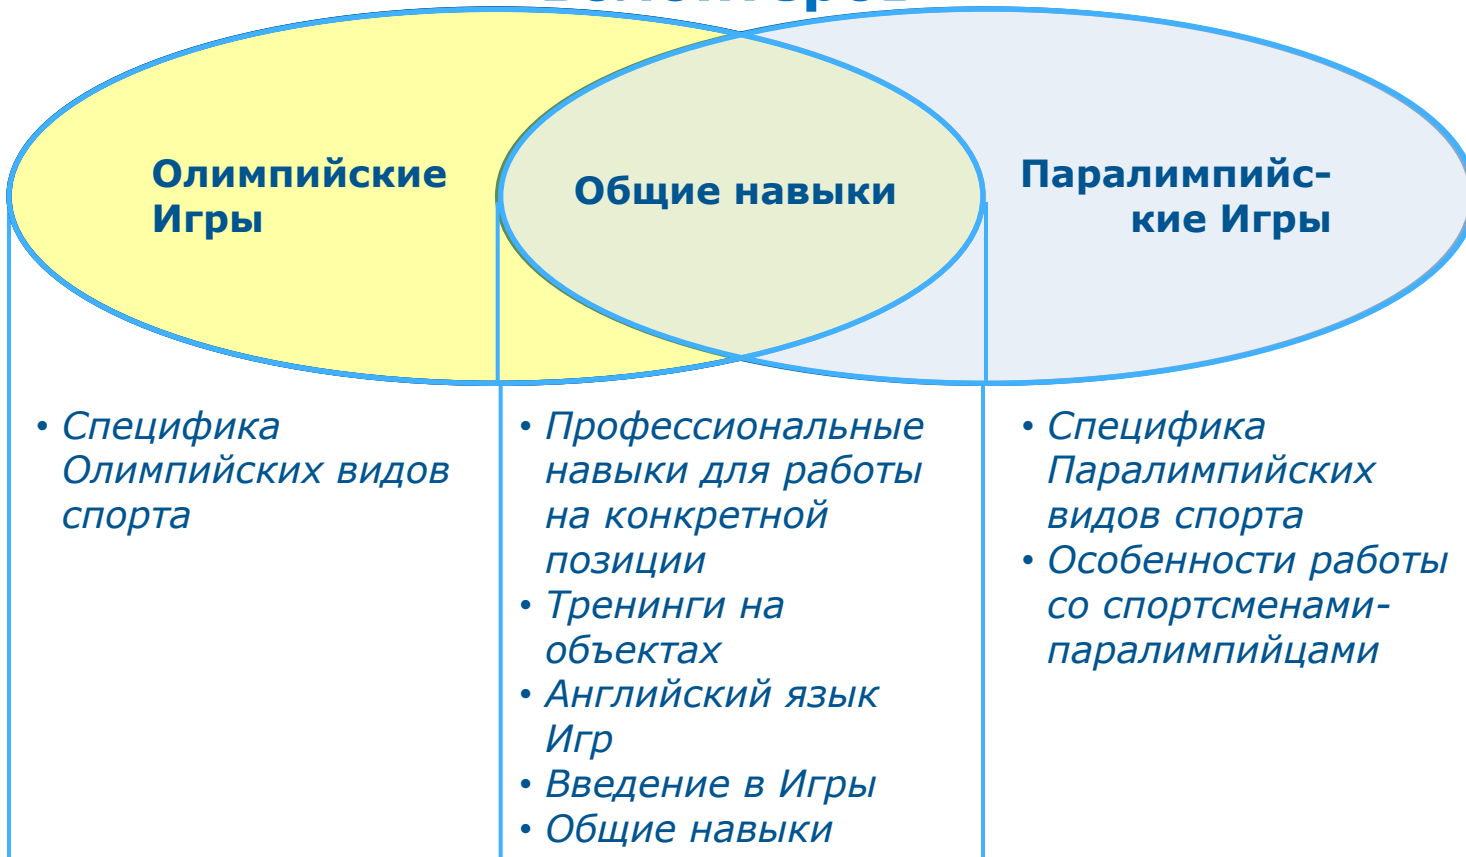 Олимпийские
Игры
Общие навыки
Паралимпийс-
кие Игры
• Специфика
Олимпийских видов
спорта
• Профессиональные
навыки для работы
на конкретной
позиции
• Тренинги на
объектах
• Английский язык
Игр
• Введение в Игры
• Общие навыки
• Специфика
Паралимпийских
видов спорта
• Особенности работы
со спортсменами-
паралимпийцами